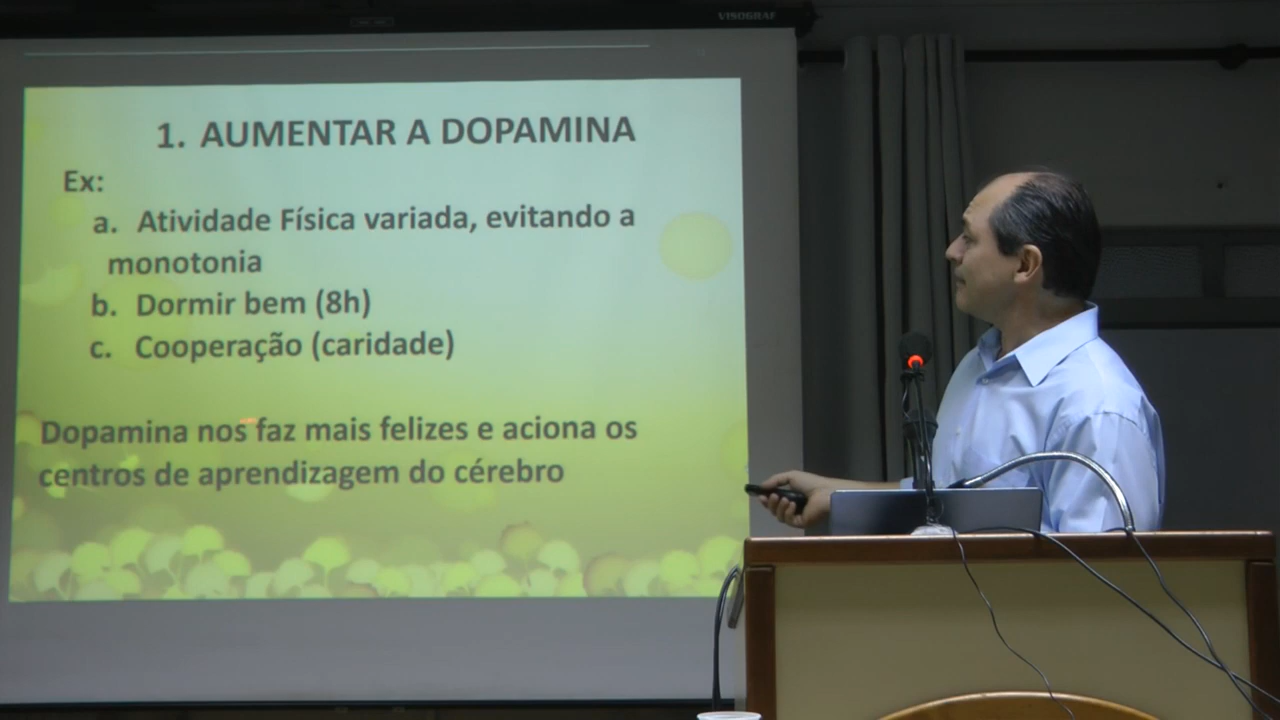 VISOGRAF
1. AUMENTAR A DOPAMINA
Ex:
a. Atividade Física variada, evitando a
monotonia
b. Dormir bem (8h)
c. Cooperação (caridade)
Dopamina nos faz mais felizes e aciona os
centros de aprendizagem do cérebro